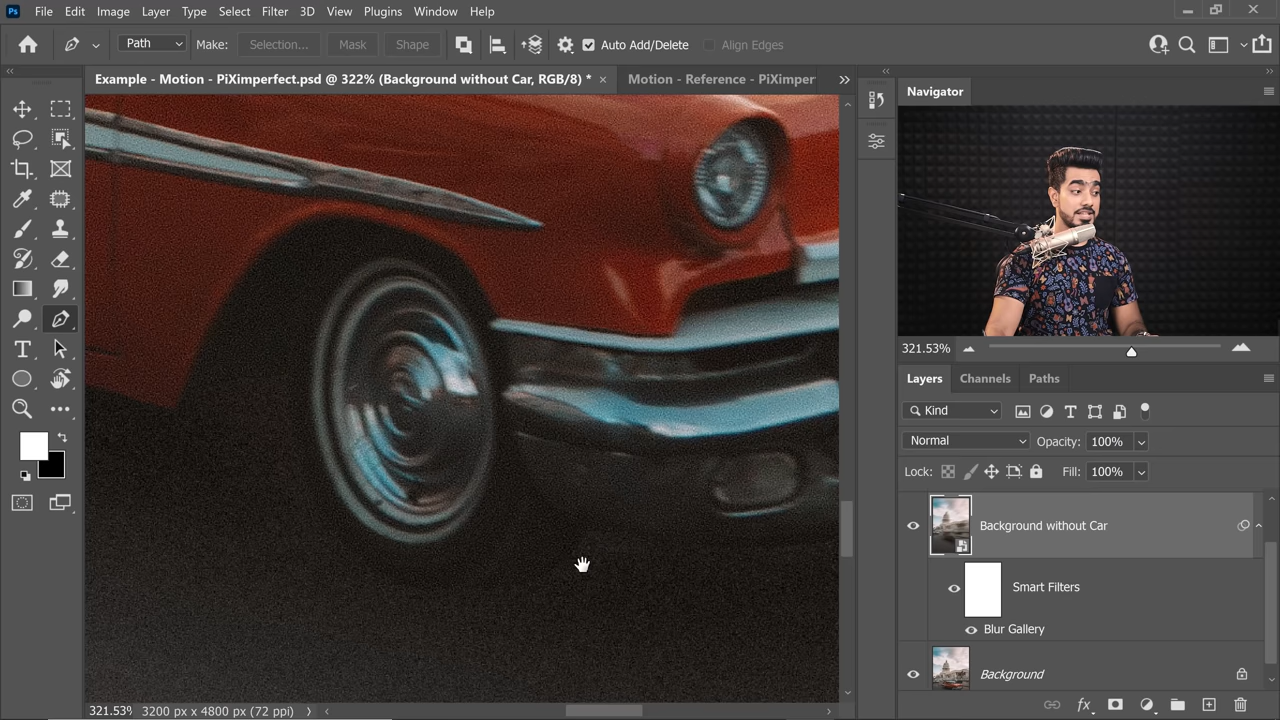 Ps File Edit Image Layer Type Select Filter 3D View Plugins Window Help
Path Make: Selection... Mask Shape Auto Add/Delete Align Edges
Example - Motion - PiXimperfect.psd @ 322% (Background without Car, RGB/8) * × Motion - Reference - PiXimper
Navigator
321.53%
Layers Channels Paths
Kind
Normal Opacity: 100%
Lock: Fill: 100%
Background without Car
Smart Filters
Blur Gallery
Background
321.53% 3200 px x 4800 px (72 ppi)
fx